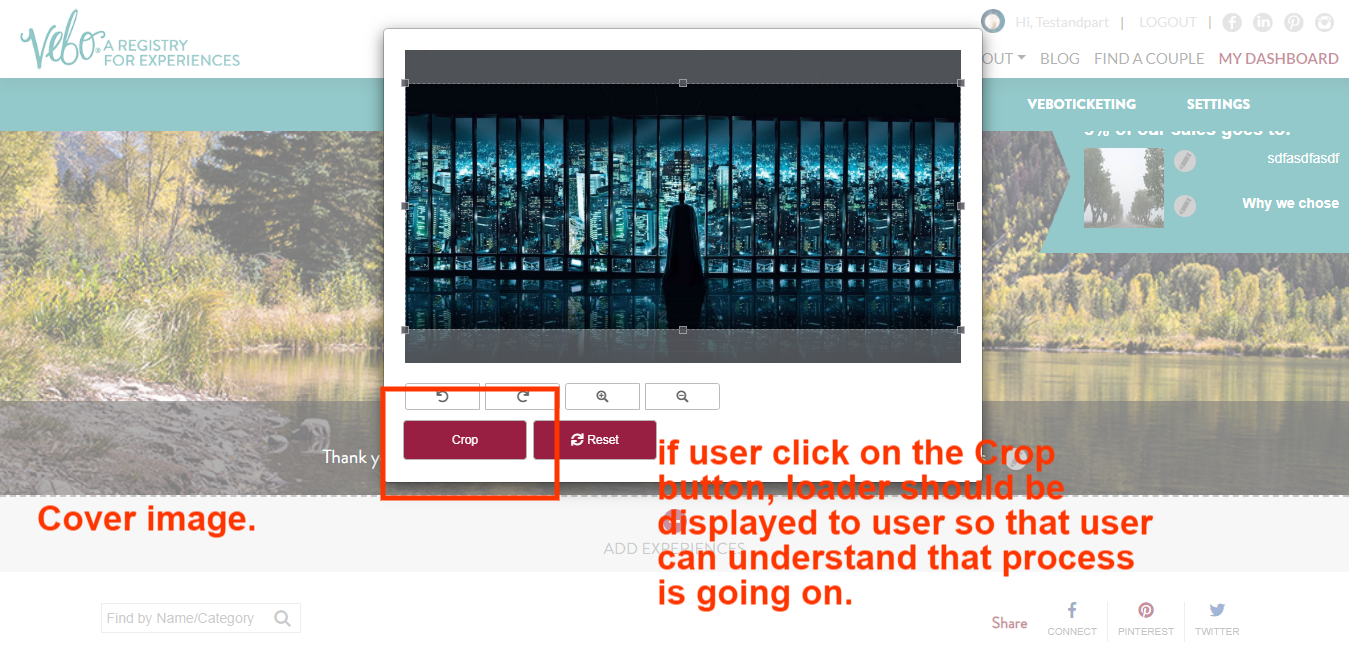 Vebo® A REGISTRY
FOR EXPERIENCES
Hi, Testandpart | LOGOUT |
OUT BLOG FIND A COUPLE MY DASHBOARD
VEBOTICKETING SETTINGS
5% of our sales goes to:
sdfasdfasdf
Why we chose
Crop Reset
Thank y
if user click on the Crop
button, loader should be
displayed to user so that user
can understand that process
is going on.
Cover image.
ADD EXPERIENCES
Find by Name/Category
Share
CONNECT PINTEREST TWITTER